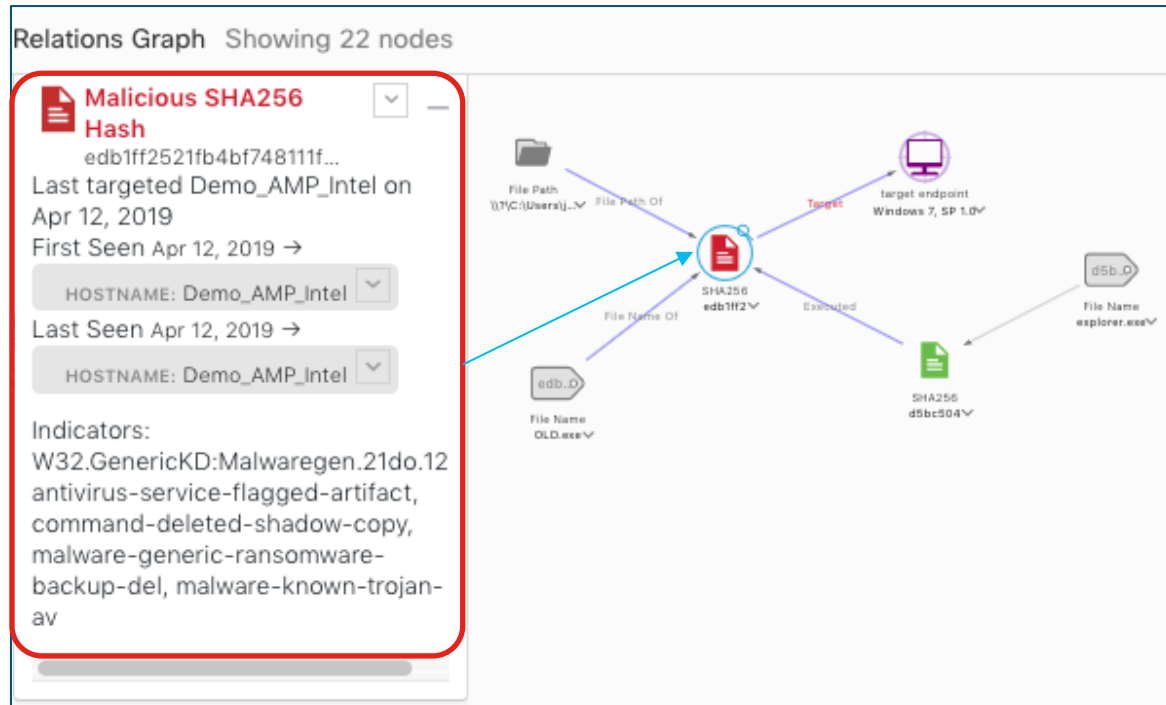 Relations Graph Showing 22 nodes
Malicious SHA256
Hash
edb1ff2521fb4bf748111f...
Last targeted Demo_AMP_Intel on
Apr 12, 2019
First Seen Apr 12, 2019 →
HOSTNAME: Demo_AMP_Intel
Last Seen Apr 12, 2019 →
HOSTNAME: Demo_AMP_Intel
Indicators:
W32.GenericKD:Malwaregen.21do.12
antivirus-service-flagged-artifact,
command-deleted-shadow-copy,
malware-generic-ransomware-
backup-del, malware-known-trojan-
av
File Path
\\?\C:\Users\j...
File Path Of
Target
target endpoint
Windows 7, SP 1.0
SHA256
edb1ff2
File Name Of
Executed
d5b...
File Name
explorer.exe
edb...
File Name
OLD.exe
SHA256
d5bc504